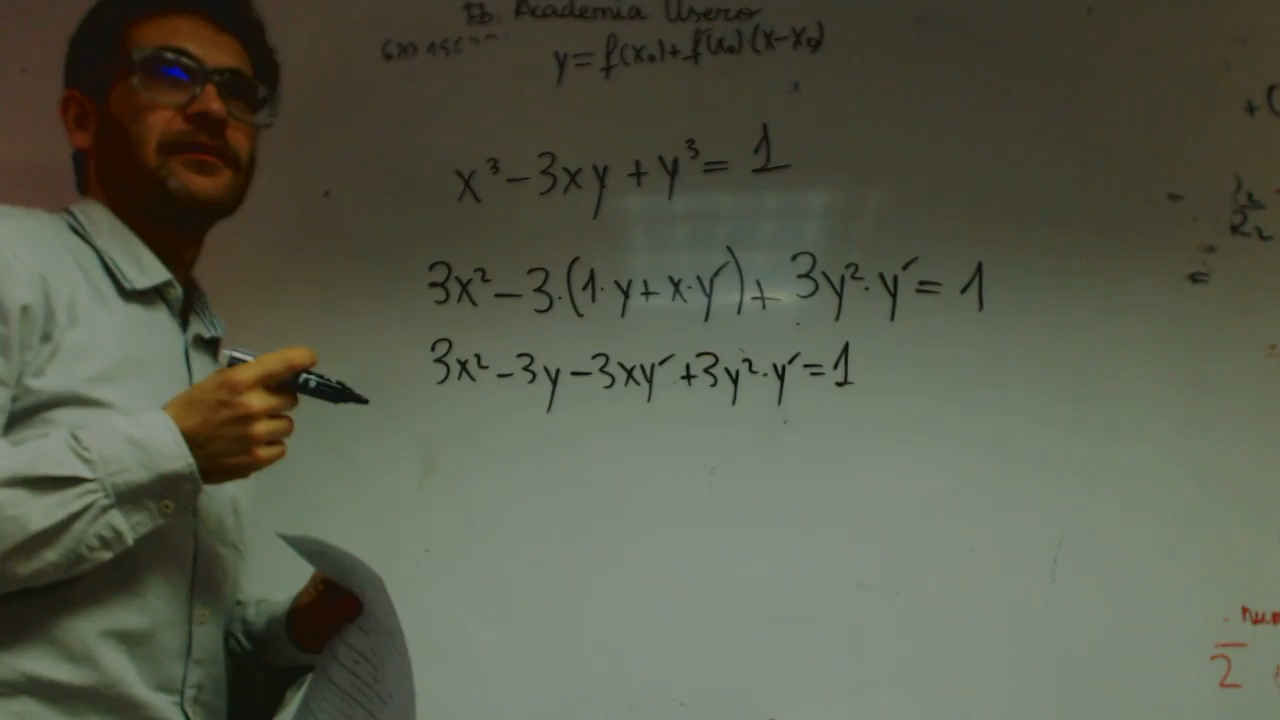 Fb. Academia Usero
y=f(x₀)+f´(x₀)(x-x₀)
x³-3xy+y³=1
3x²-3·(1·y+x·y´)+3y²·y´=1
3x²-3y-3xy´+3y²·y´=1